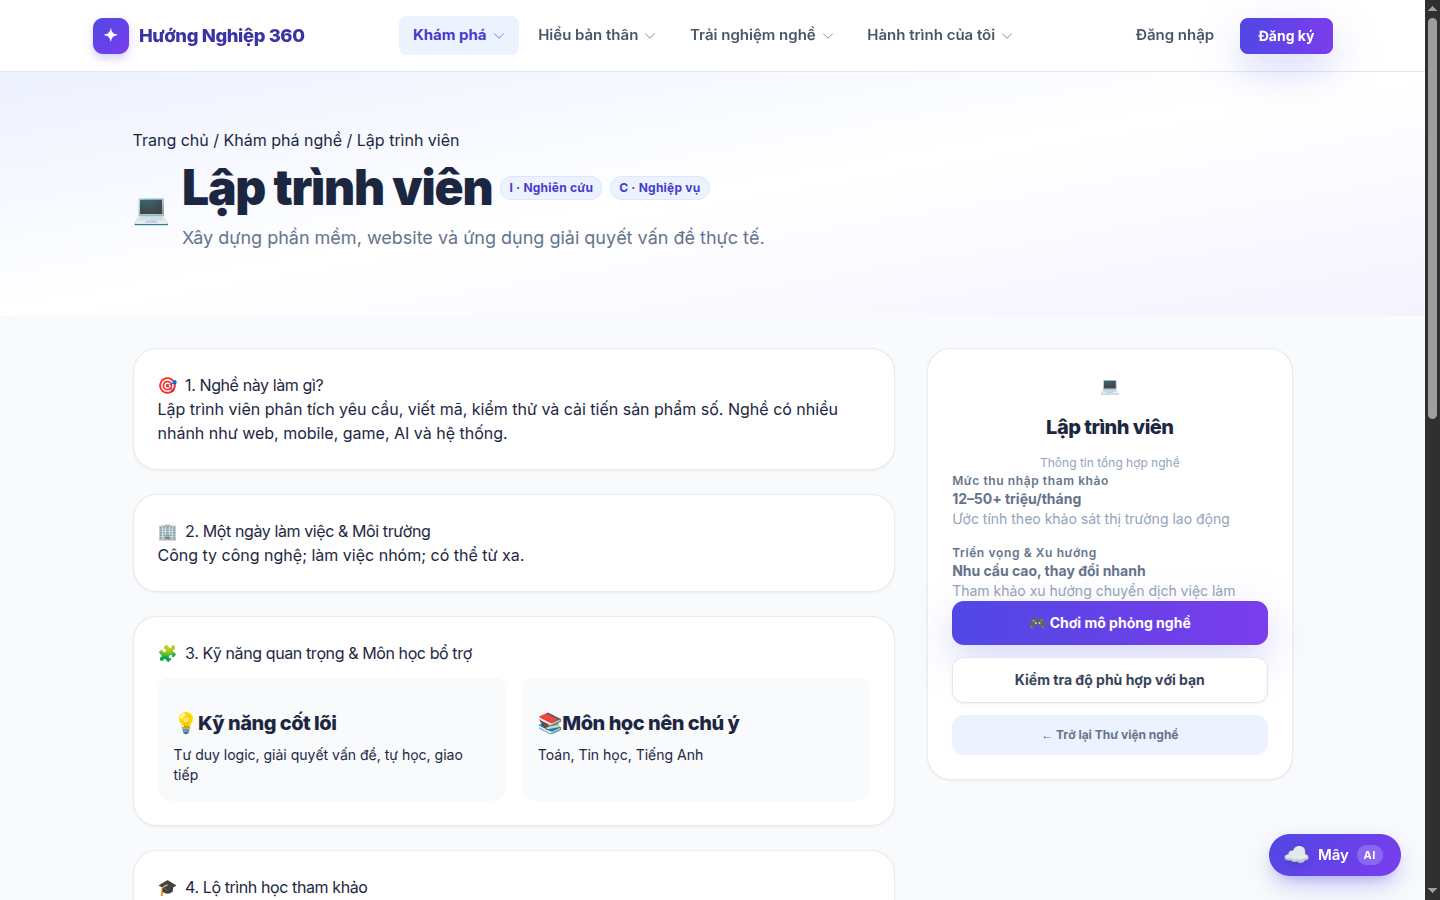 Hướng Nghiệp 360
Khám phá
Hiểu bản thân
Trải nghiệm nghề
Hành trình của tôi
Đăng nhập
Đăng ký
Trang chủ / Khám phá nghề / Lập trình viên
Lập trình viên
I · Nghiên cứu
C · Nghiệp vụ
Xây dựng phần mềm, website và ứng dụng giải quyết vấn đề thực tế.
1. Nghề này làm gì?
Lập trình viên phân tích yêu cầu, viết mã, kiểm thử và cải tiến sản phẩm số. Nghề có nhiều
nhánh như web, mobile, game, AI và hệ thống.
2. Một ngày làm việc & Môi trường
Công ty công nghệ; làm việc nhóm; có thể từ xa.
3. Kỹ năng quan trọng & Môn học bổ trợ
Kỹ năng cốt lõi
Tư duy logic, giải quyết vấn đề, tự học, giao
tiếp
Môn học nên chú ý
Toán, Tin học, Tiếng Anh
4. Lộ trình học tham khảo
Lập trình viên
Thông tin tổng hợp nghề
Mức thu nhập tham khảo
12–50+ triệu/tháng
Ước tính theo khảo sát thị trường lao động
Triển vọng & Xu hướng
Nhu cầu cao, thay đổi nhanh
Tham khảo xu hướng chuyển dịch việc làm
Chơi mô phỏng nghề
Kiểm tra độ phù hợp với bạn
← Trở lại Thư viện nghề
Mây AI